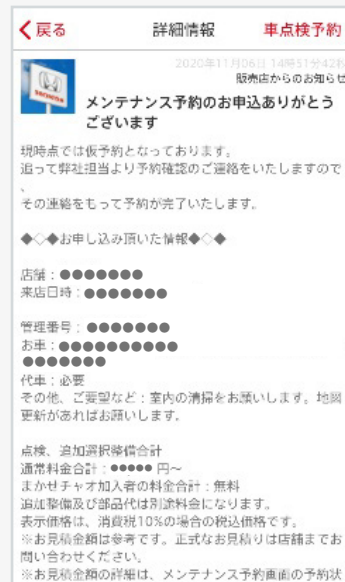 戻る 詳細情報 車点検予約
2020年11月06日 14時51分42秒
販売店からのお知らせ
HONDA
メンテナンス予約のお申込ありがとう
ございます
現時点では仮予約となっております。
追って弊社担当より予約確認のご連絡をいたしますので
、
その連絡をもって予約が完了いたします。
◆◇◆お申し込み頂いた情報◆◇◆
店舗：●●●●●●●
来店日時：●●●●●●●
管理番号：●●●●●●●
お車：●●●●●●●●●●
●●●●●●●
代車：必要
その他、ご要望など：室内の清掃をお願いします。地図
更新があればお願いします。
点検、追加選択整備合計
通常料金合計：●●●●● 円～
まかせチャオ加入者の料金合計：無料
追加整備及び部品代は別途料金になります。
表示価格は、消費税10%の場合の税込価格です。
※お見積金額は参考です。正式なお見積りは店舗までお
問い合わせください。
※お見積金額の詳細は、メンテナンス予約画面の予約状